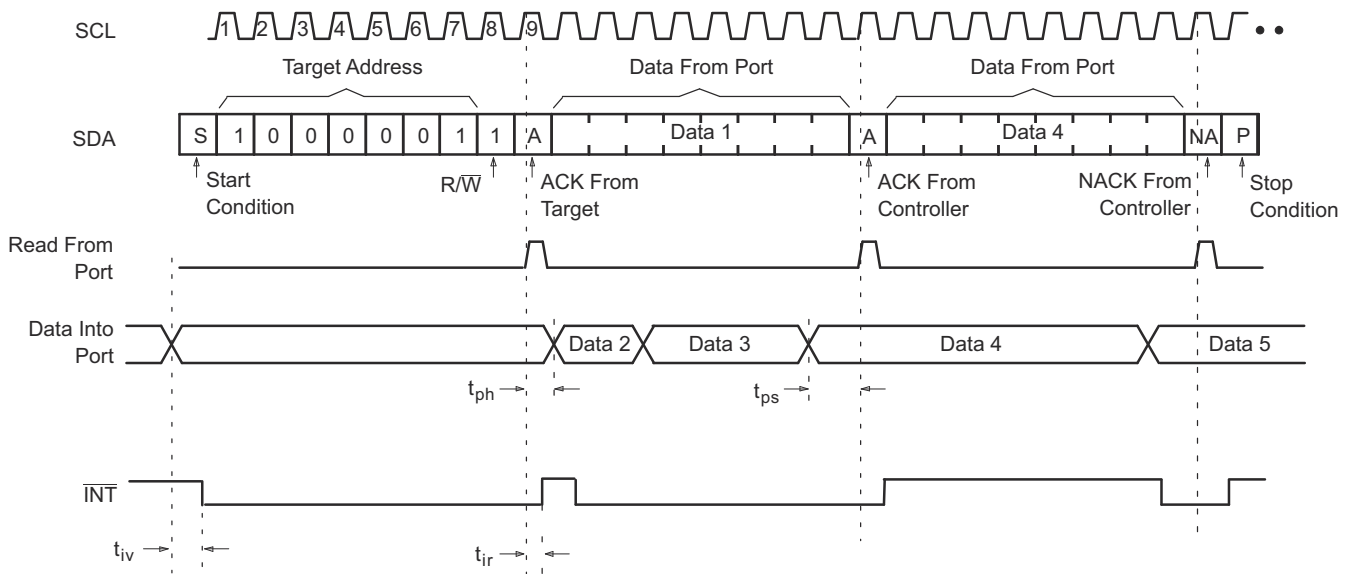 SCL 1 2 3 4 5 6 7 8 9
Target Address Data From Port Data From Port
SDA S 1 0 0 0 0 0 1 1 A Data 1 A Data 4 NA P
Start
Condition
R/W̅
ACK From
Target
ACK From
Controller
NACK From
Controller
Stop
Condition
Read From
Port
Data Into
Port
Data 2 Data 3 Data 4 Data 5
tph tps
I̅N̅T̅
tiv tir